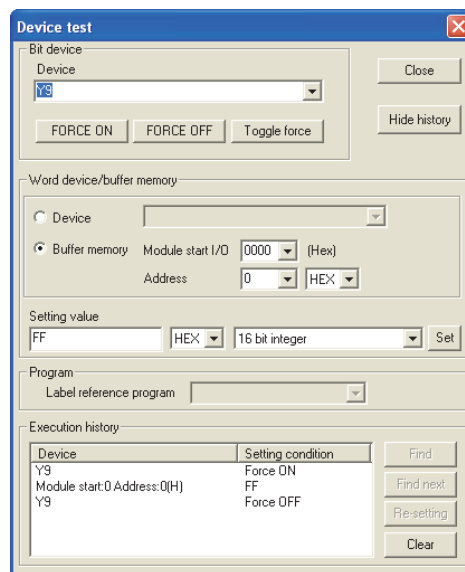 Device test
Bit device
Device
Close
Y9
FORCE ON FORCE OFF Toggle force
Hide history
Word device/buffer memory
Device
Buffer memory Module start I/O 0000 (Hex)
Address 0 HEX
Setting value
FF HEX 16 bit integer Set
Program
Label reference program
Execution history
Device Setting condition
Y9 Force ON
Module start:0 Address:0(H) FF
Y9 Force OFF
Find
Find next
Re-setting
Clear